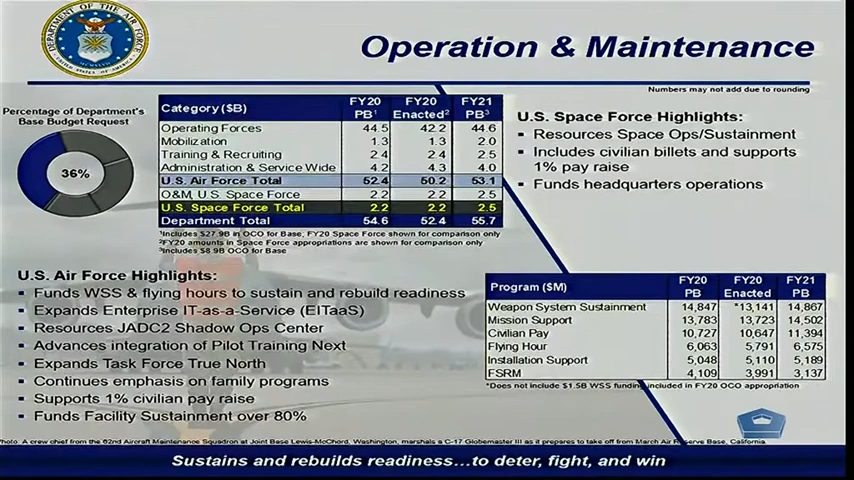 DEPARTMENT OF THE AIR FORCE
UNITED STATES OF AMERICA
Operation & Maintenance
Numbers may not add due to rounding
Percentage of Department's
Base Budget Request
36%
Category ($B) FY20 PB¹ FY20 Enacted² FY21 PB³
Operating Forces 44.5 42.2 44.6
Mobilization 1.3 1.3 2.0
Training & Recruiting 2.4 2.4 2.5
Administration & Service Wide 4.2 4.3 4.0
U.S. Air Force Total 52.4 50.2 53.1
O&M, U.S. Space Force 2.2 2.2 2.5
U.S. Space Force Total 2.2 2.2 2.5
Department Total 54.6 52.4 55.7
¹Includes $27.9B in OCO for Base; FY20 Space Force shown for comparison only
²FY20 amounts in Space Force appropriations are shown for comparison only
³Includes $8.9B OCO for Base
U.S. Space Force Highlights:
▪ Resources Space Ops/Sustainment
▪ Includes civilian billets and supports
1% pay raise
▪ Funds headquarters operations
U.S. Air Force Highlights:
▪ Funds WSS & flying hours to sustain and rebuild readiness
▪ Expands Enterprise IT-as-a-Service (EITaaS)
▪ Resources JADC2 Shadow Ops Center
▪ Advances integration of Pilot Training Next
▪ Expands Task Force True North
▪ Continues emphasis on family programs
▪ Supports 1% civilian pay raise
▪ Funds Facility Sustainment over 80%
Program ($M) FY20 PB FY20 Enacted FY21 PB
Weapon System Sustainment 14,847 *13,141 14,867
Mission Support 13,783 13,723 14,502
Civilian Pay 10,727 10,647 11,394
Flying Hour 6,063 5,791 6,575
Installation Support 5,048 5,110 5,189
FSRM 4,109 3,991 3,137
*Does not include $1.5B WSS funding included in FY20 OCO appropriation
Photo. A crew chief from the 62nd Aircraft Maintenance Squadron at Joint Base Lewis-McChord, Washington, marshals a C-17 Globemaster III as it prepares to take off from March Air Reserve Base, California.
Sustains and rebuilds readiness…to deter, fight, and win